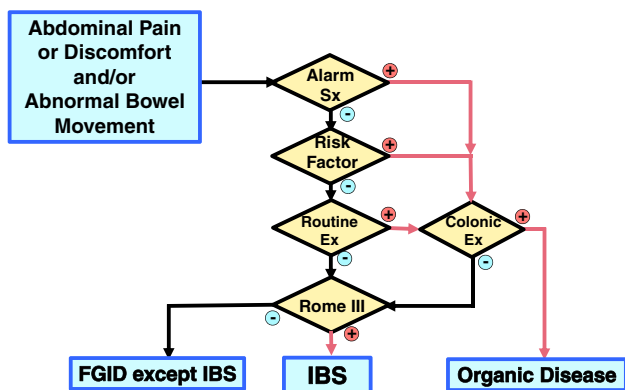 Abdominal Pain
or Discomfort
and/or
Abnormal Bowel
Movement
Alarm
Sx
+
-
Risk
Factor
+
-
Routine
Ex
+
-
Colonic
Ex
+
-
Rome III
-
+
FGID except IBS
IBS
Organic Disease